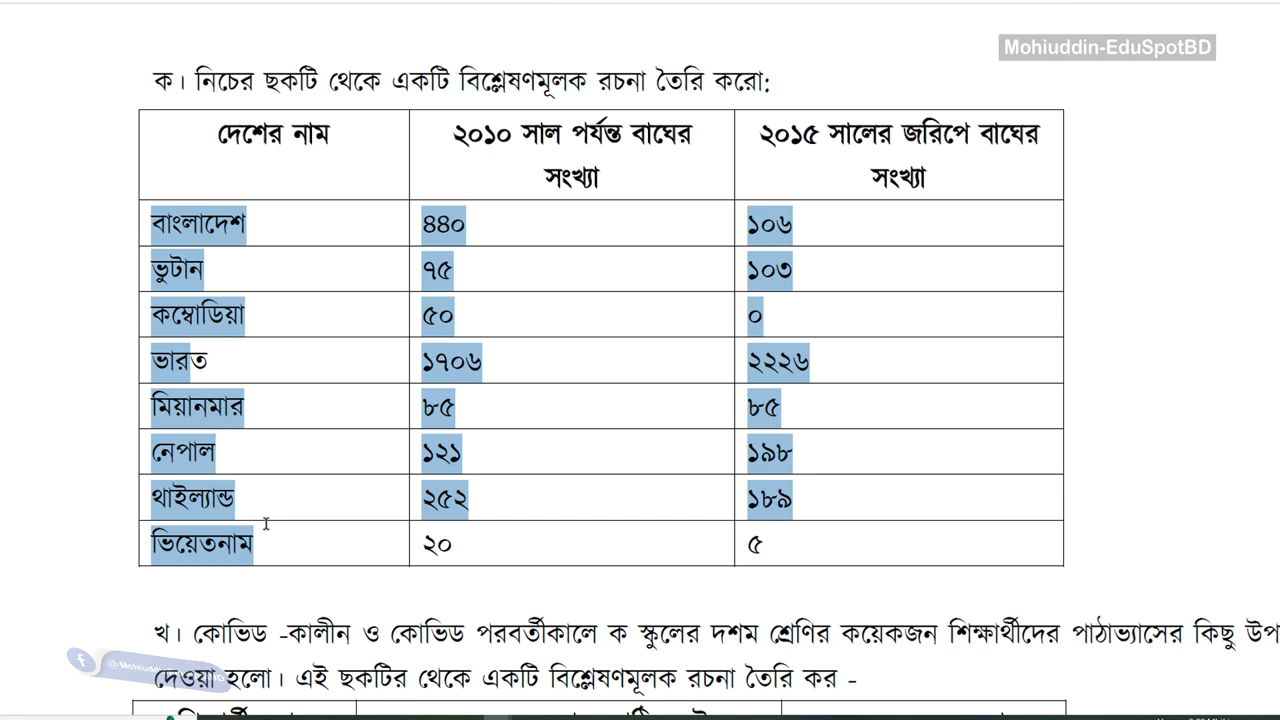 Mohiuddin-EduSpotBD
ক। নিচের ছকটি থেকে একটি বিশ্লেষণমূলক রচনা তৈরি করো:
দেশের নাম
২০১০ সাল পর্যন্ত বাঘের
সংখ্যা
২০১৫ সালের জরিপে বাঘের
সংখ্যা
বাংলাদেশ ৪৪০ ১০৬
ভুটান ৭৫ ১০৩
কম্বোডিয়া ৫০ ০
ভারত ১৭০৬ ২২২৬
মিয়ানমার ৮৫ ৮৫
নেপাল ১২১ ১৯৮
থাইল্যান্ড ২৫২ ১৮৯
ভিয়েতনাম ২০ ৫
খ। কোভিড -কালীন ও কোভিড পরবর্তীকালে ক স্কুলের দশম শ্রেণির কয়েকজন শিক্ষার্থীদের পাঠাভ্যাসের কিছু
দেওয়া হলো। এই ছকটির থেকে একটি বিশ্লেষণমূলক রচনা তৈরি কর -